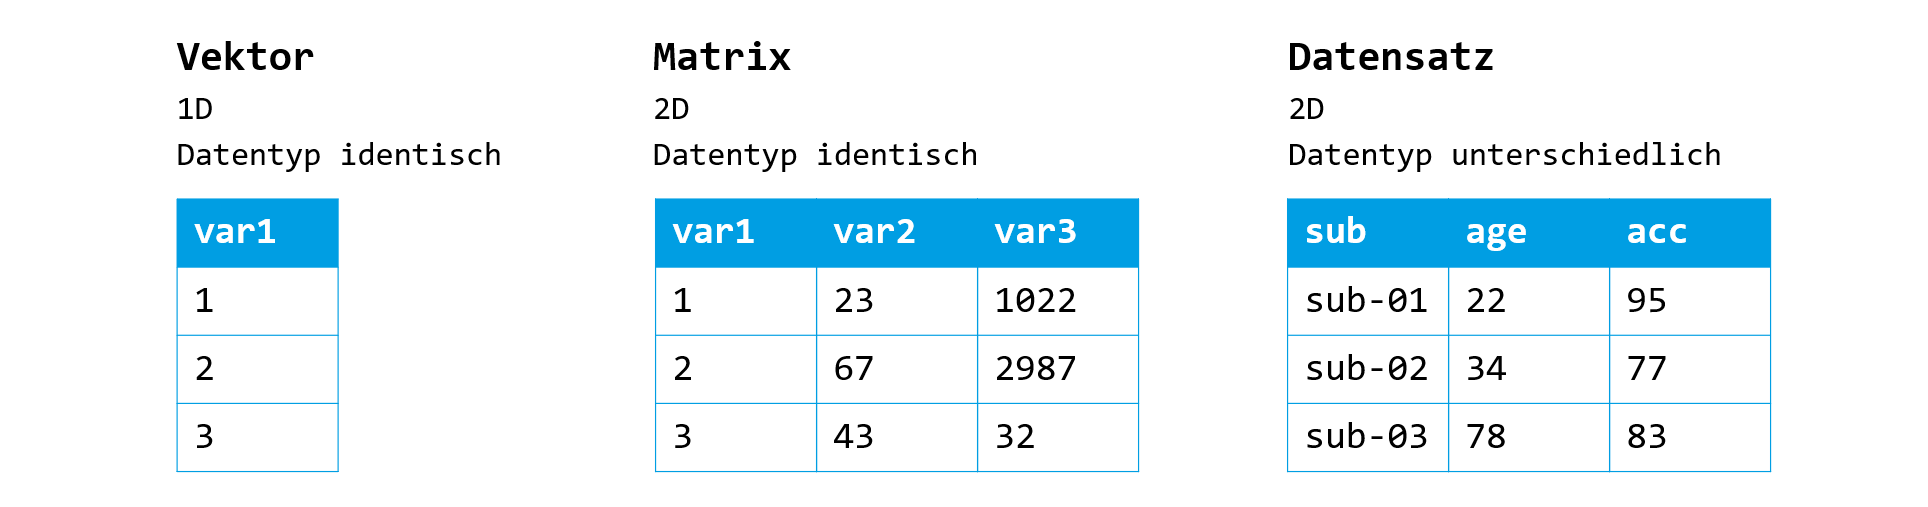 Vektor
1D
Datentyp identisch
var1
1
2
3
Matrix
2D
Datentyp identisch
var1 var2 var3
1 23 1022
2 67 2987
3 43 32
Datensatz
2D
Datentyp unterschiedlich
sub age acc
sub-01 22 95
sub-02 34 77
sub-03 78 83